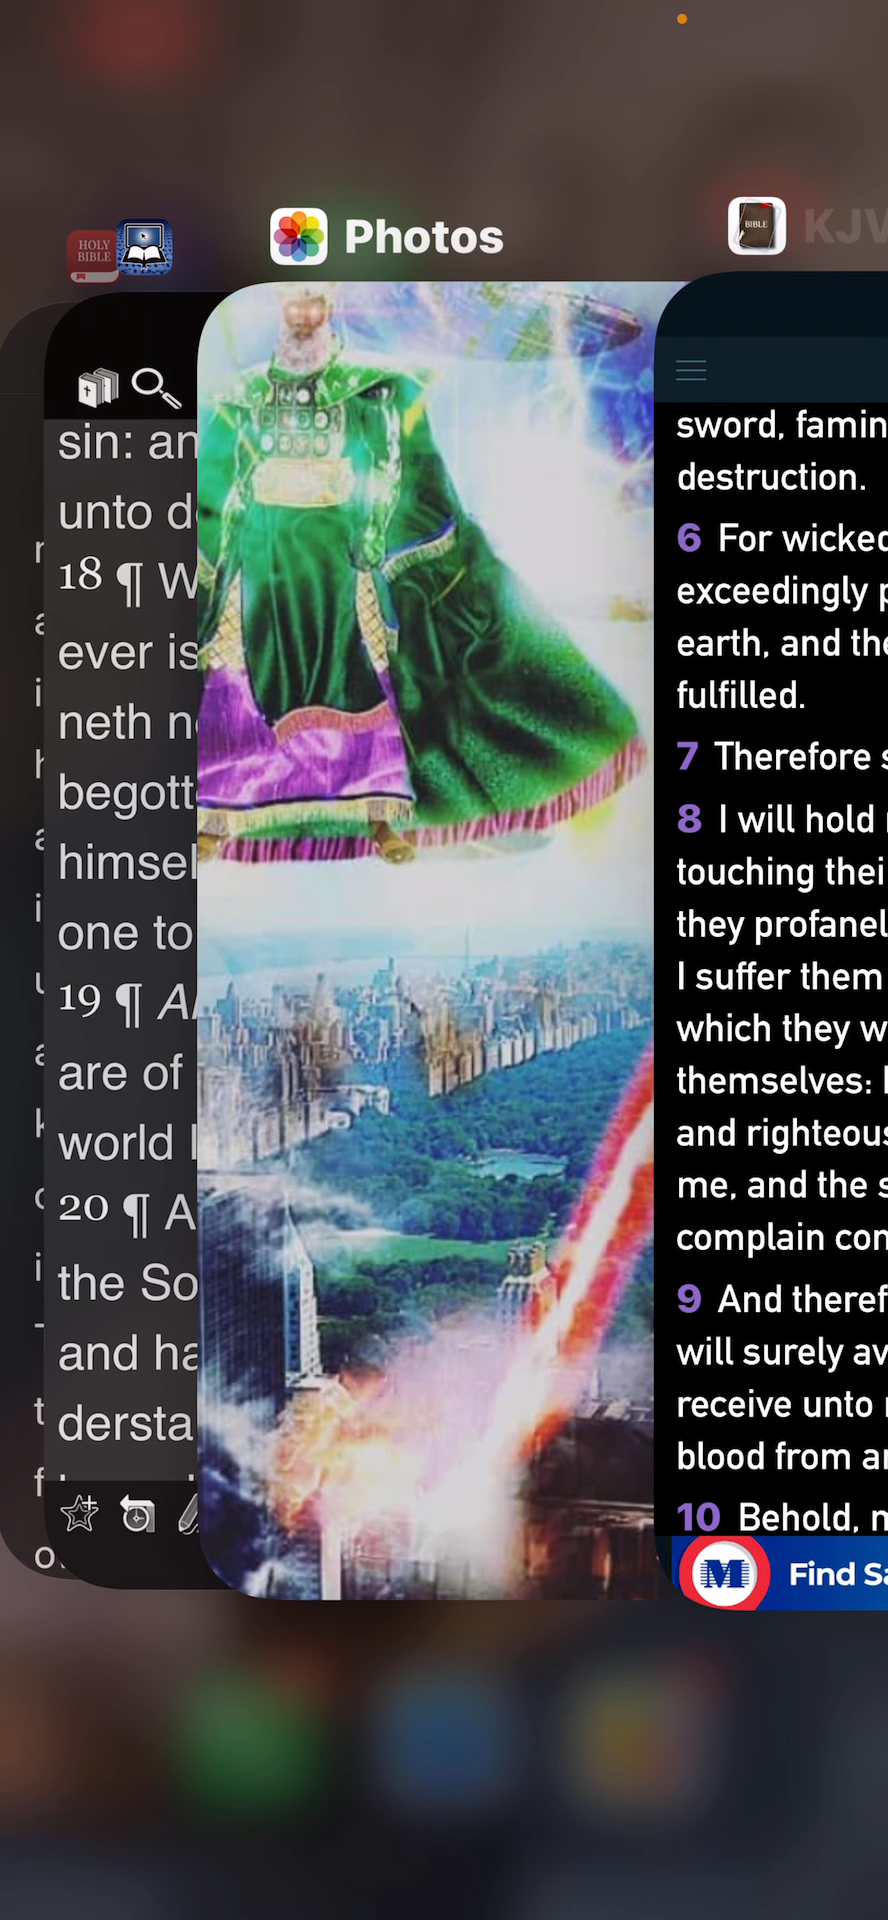 HOLY
BIBLE
Photos
BIBLE
KJV
sin: an
unto d
18 ¶ W
ever is
neth n
begott
himsel
one to
19 ¶ A
are of
world
20 ¶ A
the So
and ha
dersta
sword, famin
destruction.
6 For wicked
exceedingly p
earth, and the
fulfilled.
7 Therefore s
8 I will hold
touching thei
they profanel
I suffer them
which they w
themselves:
and righteous
me, and the s
complain con
9 And theref
will surely av
receive unto
blood from a
10 Behold, m
M Find Sa